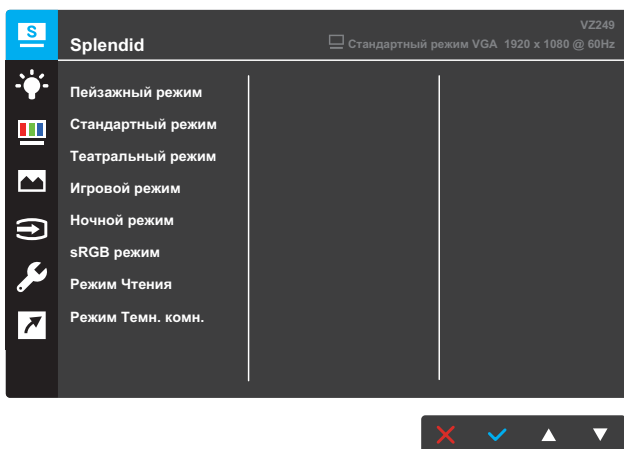 S
VZ249
Splendid
Стандартный режим VGA 1920 x 1080 @ 60Hz
Пейзажный режим
Стандартный режим
Театральный режим
Игровой режим
Ночной режим
sRGB режим
Режим Чтения
Режим Темн. комн.